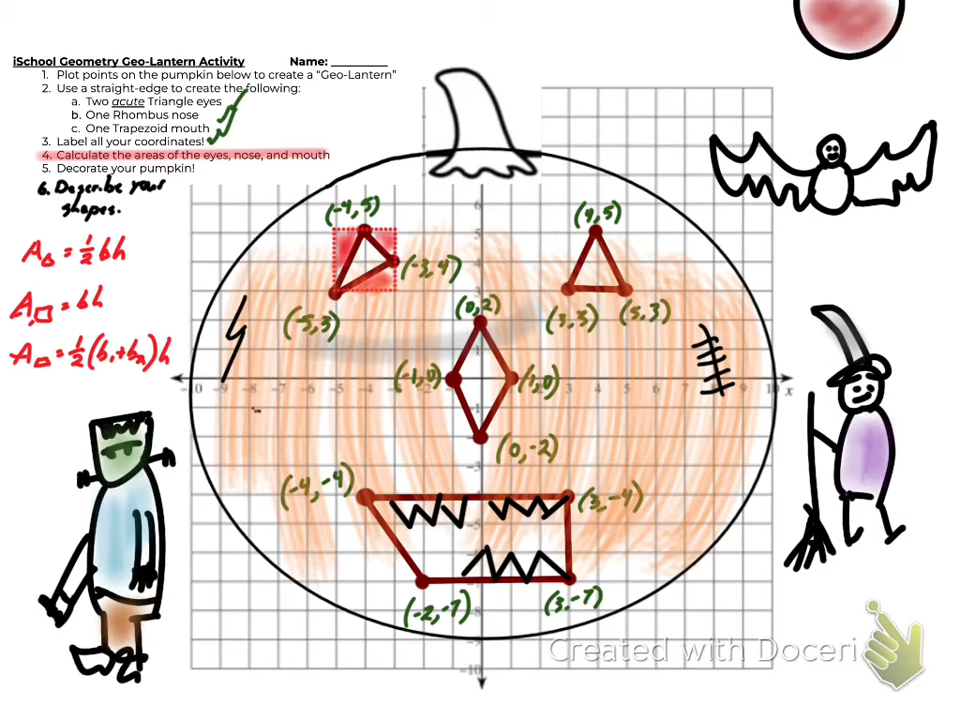 iSchool Geometry Geo-Lantern Activity Name: __________
1. Plot points on the pumpkin below to create a "Geo-Lantern"
2. Use a straight-edge to create the following:
a. Two acute Triangle eyes
b. One Rhombus nose
c. One Trapezoid mouth
3. Label all your coordinates!
4. Calculate the areas of the eyes, nose, and mouth
5. Decorate your pumpkin!
6. Describe your
shapes.
A△ = 1/2 bh
A▱ = bh
A⏢ = 1/2 (b₁+b₂)h
(-4,5)
(4,5)
(-3,4)
(-5,3)
(3,3)
(5,3)
(0,2)
(-1,0)
(1,0)
x
(0,-2)
(-4,-4)
(3,-4)
(-2,-7)
(3,-7)
-10
Created with Doceri